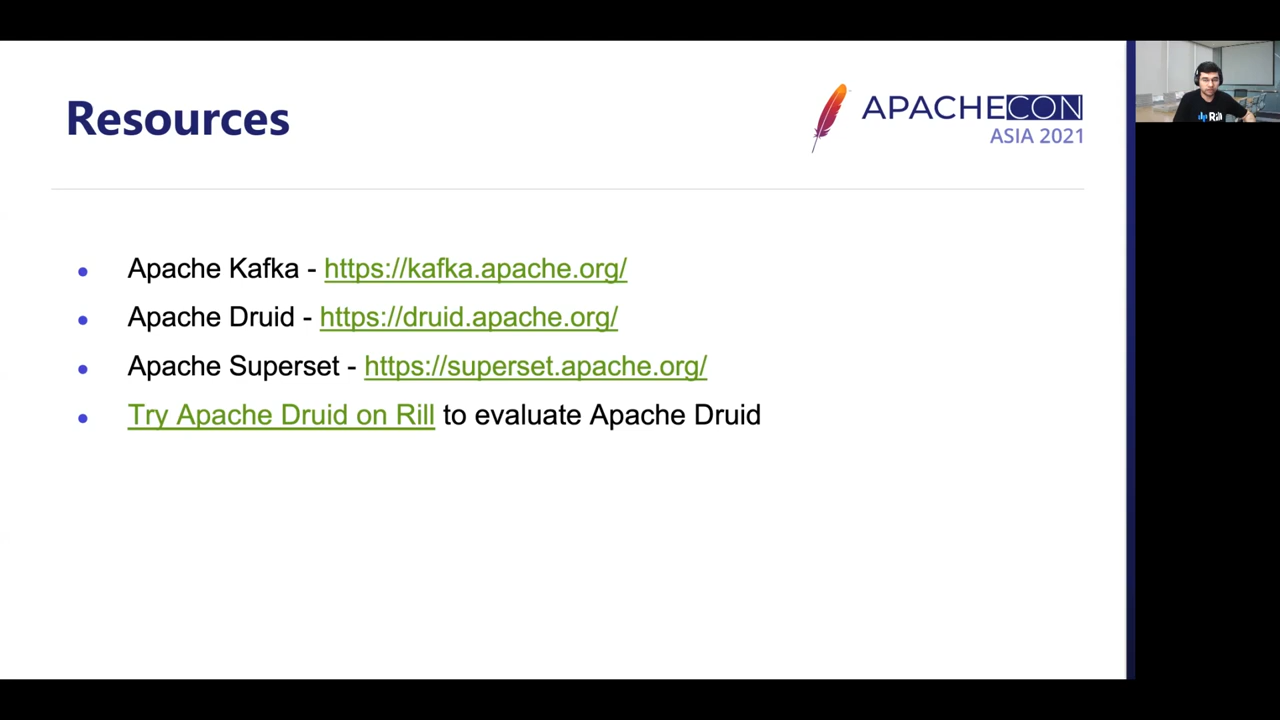 Resources
APACHECON
ASIA 2021
Apache Kafka - https://kafka.apache.org/
Apache Druid - https://druid.apache.org/
Apache Superset - https://superset.apache.org/
Try Apache Druid on Rill to evaluate Apache Druid
Rill